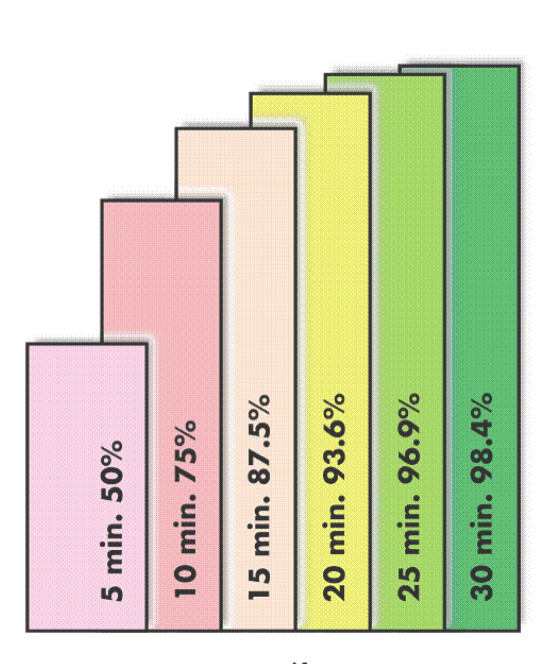 5 min. 50%
10 min. 75%
15 min. 87.5%
20 min. 93.6%
25 min. 96.9%
30 min. 98.4%